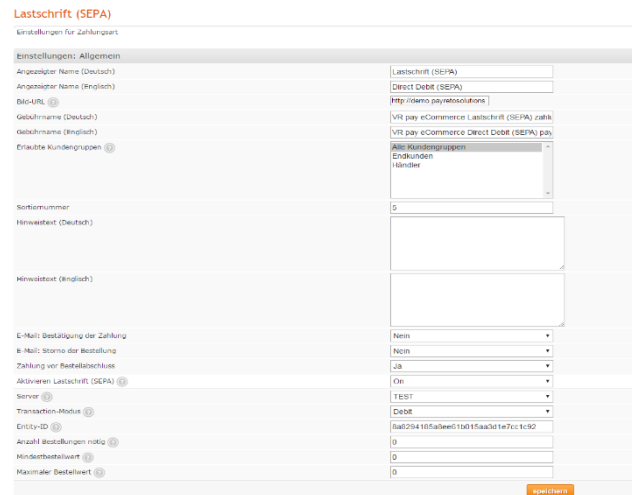 Lastschrift (SEPA)
Einstellungen für Zahlungsart
Einstellungen: Allgemein
Angezeigter Name (Deutsch) Lastschrift (SEPA)
Angezeigter Name (Englisch) Direct Debit (SEPA)
Bild-URL http://demo.payretosolutions
Gebührname (Deutsch) VR pay eCommerce Lastschrift (SEPA) zahlu
Gebührname (Englisch) VR pay eCommerce Direct Debit (SEPA) pay
Erlaubte Kundengruppen Alle Kundengruppen
Endkunden
Händler
Sortiernummer 5
Hinweistext (Deutsch)
Hinweistext (Englisch)
E-Mail: Bestätigung der Zahlung Nein
E-Mail: Storno der Bestellung Nein
Zahlung vor Bestellabschluss Ja
Aktivieren Lastschrift (SEPA) On
Server TEST
Transaction-Modus Debit
Entity-ID 8a8294185a8ee61b015aa3d1e7cc1c92
Anzahl Bestellungen nötig 0
Mindestbestellwert 0
Maximaler Bestellwert 0
speichern